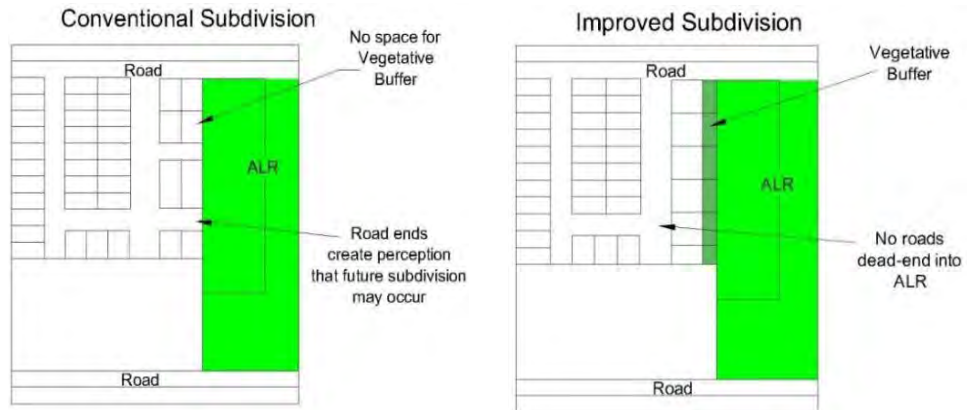 Conventional Subdivision
No space for
Vegetative
Buffer
Road
ALR
Road ends
create perception
that future subdivision
may occur
Road
Improved Subdivision
Vegetative
Buffer
Road
ALR
No roads
dead-end into
ALR
Road